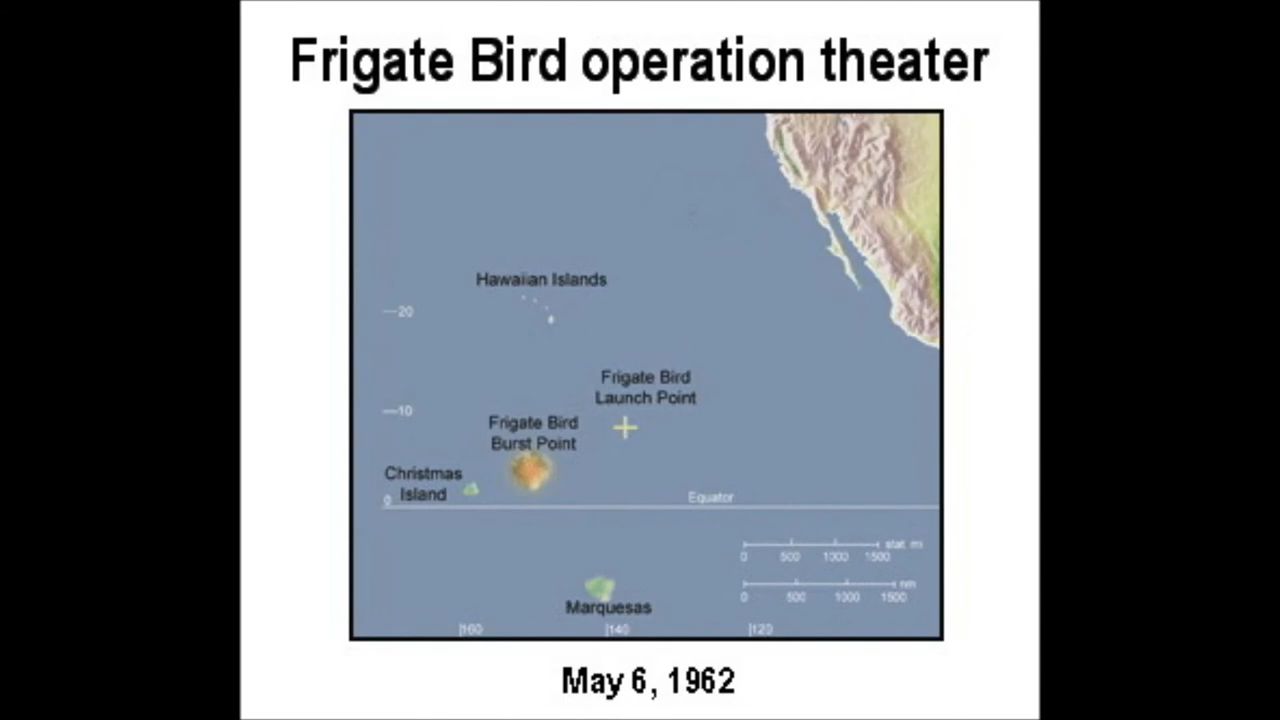 Frigate Bird operation theater
Hawaiian Islands
—20
Frigate Bird
Launch Point
—10
Frigate Bird
Burst Point
Christmas
Island
0
Equator
stat. mi
0 500 1000 1500
nm
0 500 1000 1500
Marquesas
|160 |140 |120
May 6, 1962